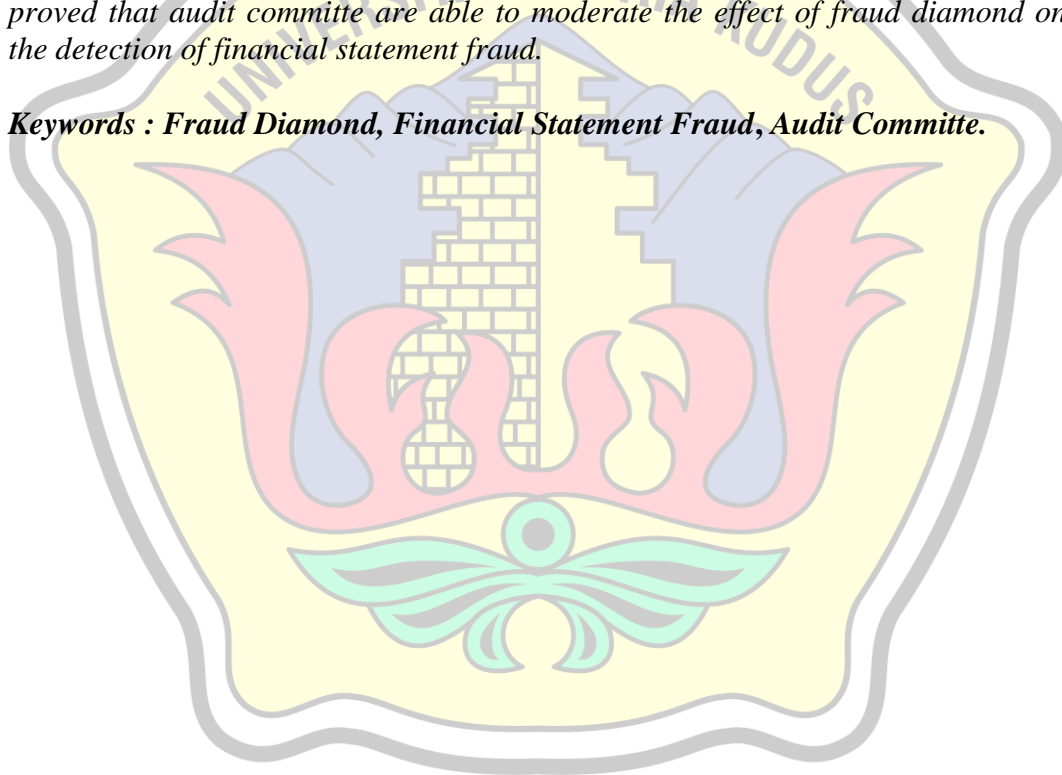 proved that audit committe are able to moderate the effect of fraud diamond on
the detection of financial statement fraud.
Keywords : Fraud Diamond, Financial Statement Fraud, Audit Committe.
KUDUS